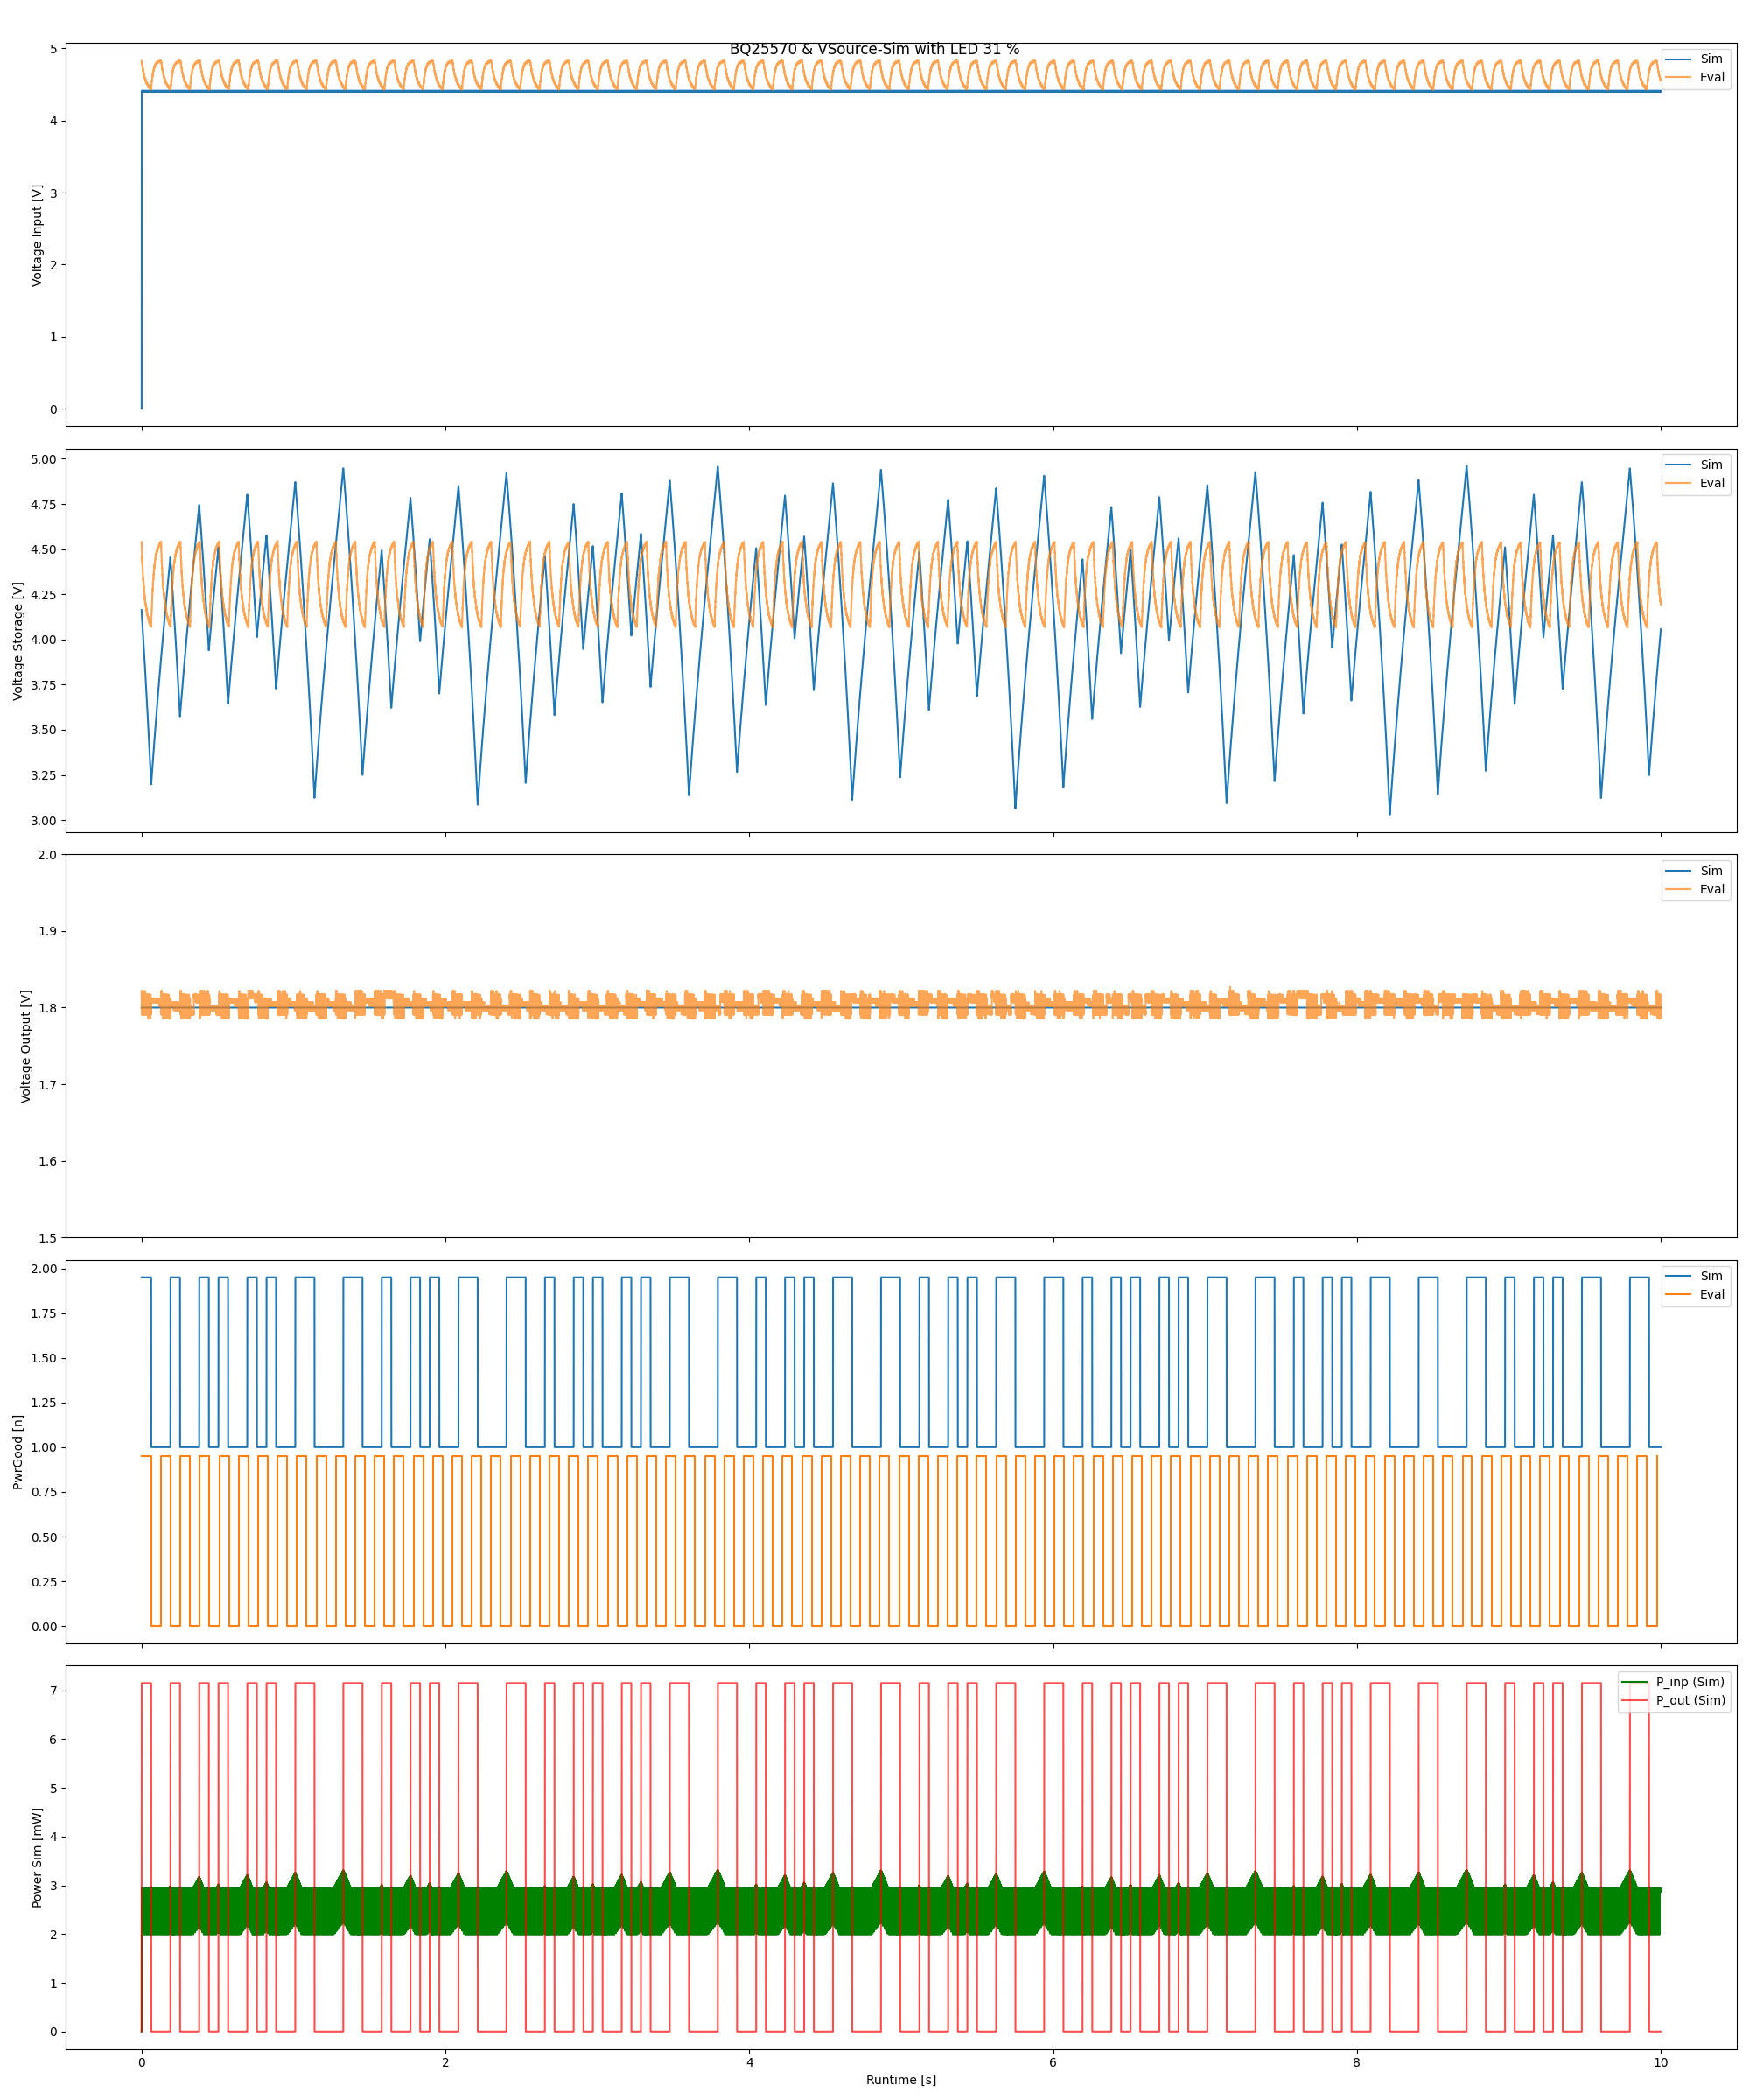 BQ25570 & VSource-Sim with LED 31 %
5
4
3
2
1
0
Voltage Input [V]
Sim
Eval
5.00
4.75
4.50
4.25
4.00
3.75
3.50
3.25
3.00
Voltage Storage [V]
Sim
Eval
2.0
1.9
1.8
1.7
1.6
1.5
Voltage Output [V]
Sim
Eval
2.00
1.75
1.50
1.25
1.00
0.75
0.50
0.25
0.00
PwrGood [n]
Sim
Eval
7
6
5
4
3
2
1
0
Power Sim [mW]
P_inp (Sim)
P_out (Sim)
0 2 4 6 8 10
Runtime [s]